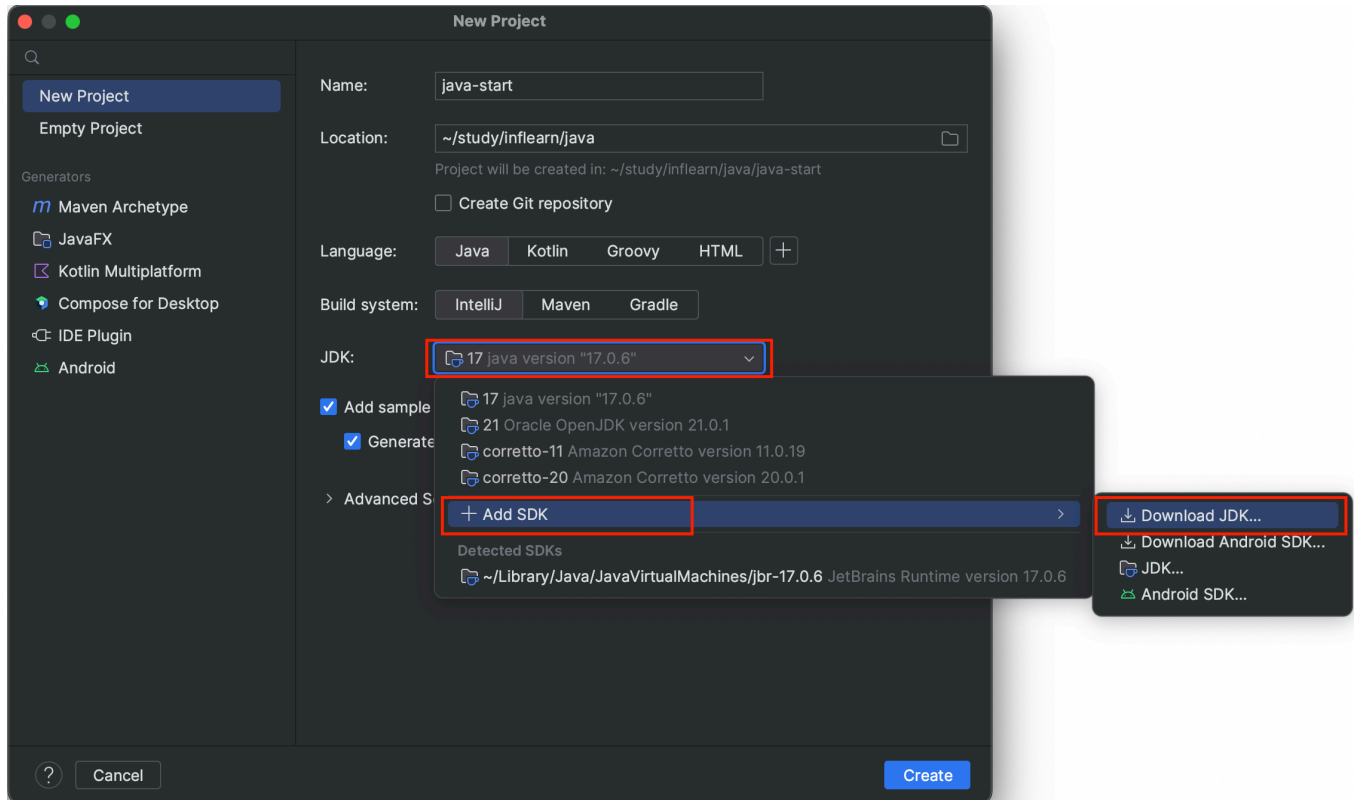 New Project
New Project
Empty Project
Generators
Maven Archetype
JavaFX
Kotlin Multiplatform
Compose for Desktop
IDE Plugin
Android
Name: java-start
Location: ~/study/inflearn/java
Project will be created in: ~/study/inflearn/java/java-start
Create Git repository
Language: Java Kotlin Groovy HTML
Build system: IntelliJ Maven Gradle
JDK: 17 java version "17.0.6"
Add sample
Generate
Advanced S
17 java version "17.0.6"
21 Oracle OpenJDK version 21.0.1
corretto-11 Amazon Corretto version 11.0.19
corretto-20 Amazon Corretto version 20.0.1
Add SDK
Detected SDKs
~/Library/Java/JavaVirtualMachines/jbr-17.0.6 JetBrains Runtime version 17.0.6
Download JDK...
Download Android SDK...
JDK...
Android SDK...
? Cancel Create